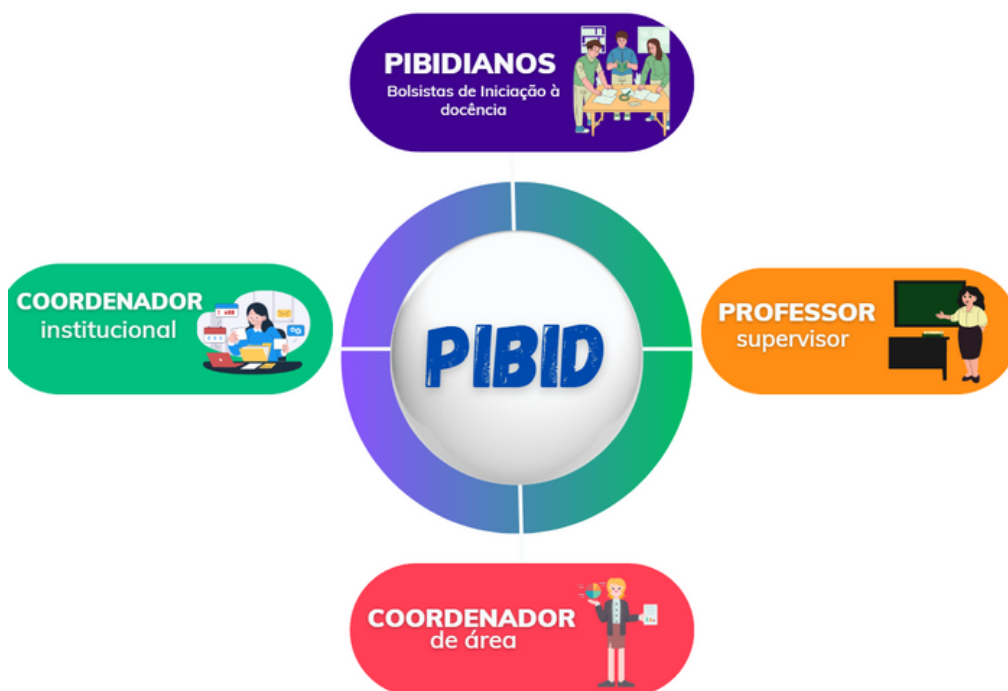 PIBIDIANOS
Bolsistas de Iniciação à
docência
COORDENADOR
institucional
PIBID
PROFESSOR
supervisor
COORDENADOR
de área